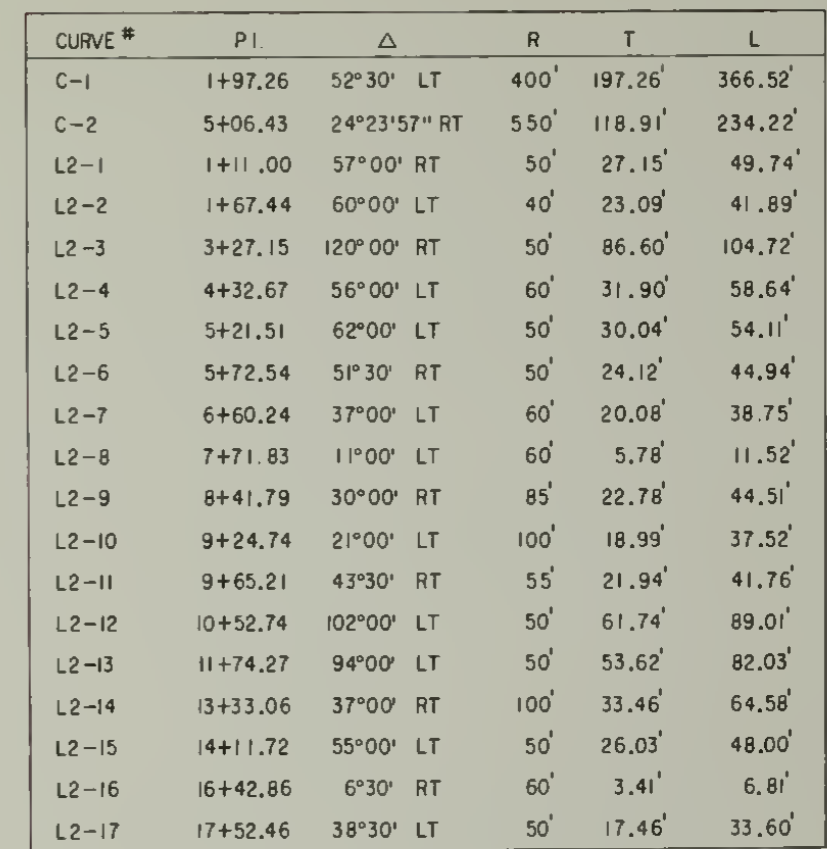 CURVE # P.I. △ R T L
C-1 1+97.26 52°30' LT 400' 197.26' 366.52'
C-2 5+06.43 24°23'57" RT 550' 118.91' 234.22'
L2-1 1+11.00 57°00' RT 50' 27.15' 49.74'
L2-2 1+67.44 60°00' LT 40' 23.09' 41.89'
L2-3 3+27.15 120°00' RT 50' 86.60' 104.72'
L2-4 4+32.67 56°00' LT 60' 31.90' 58.64'
L2-5 5+21.51 62°00' LT 50' 30.04' 54.11'
L2-6 5+72.54 51°30' RT 50' 24.12' 44.94'
L2-7 6+60.24 37°00' LT 60' 20.08' 38.75'
L2-8 7+71.83 11°00' LT 60' 5.78' 11.52'
L2-9 8+41.79 30°00' RT 85' 22.78' 44.51'
L2-10 9+24.74 21°00' LT 100' 18.99' 37.52'
L2-11 9+65.21 43°30' RT 55' 21.94' 41.76'
L2-12 10+52.74 102°00' LT 50' 61.74' 89.01'
L2-13 11+74.27 94°00' LT 50' 53.62' 82.03'
L2-14 13+33.06 37°00' RT 100' 33.46' 64.58'
L2-15 14+11.72 55°00' LT 50' 26.03' 48.00'
L2-16 16+42.86 6°30' RT 60' 3.41' 6.81'
L2-17 17+52.46 38°30' LT 50' 17.46' 33.60'